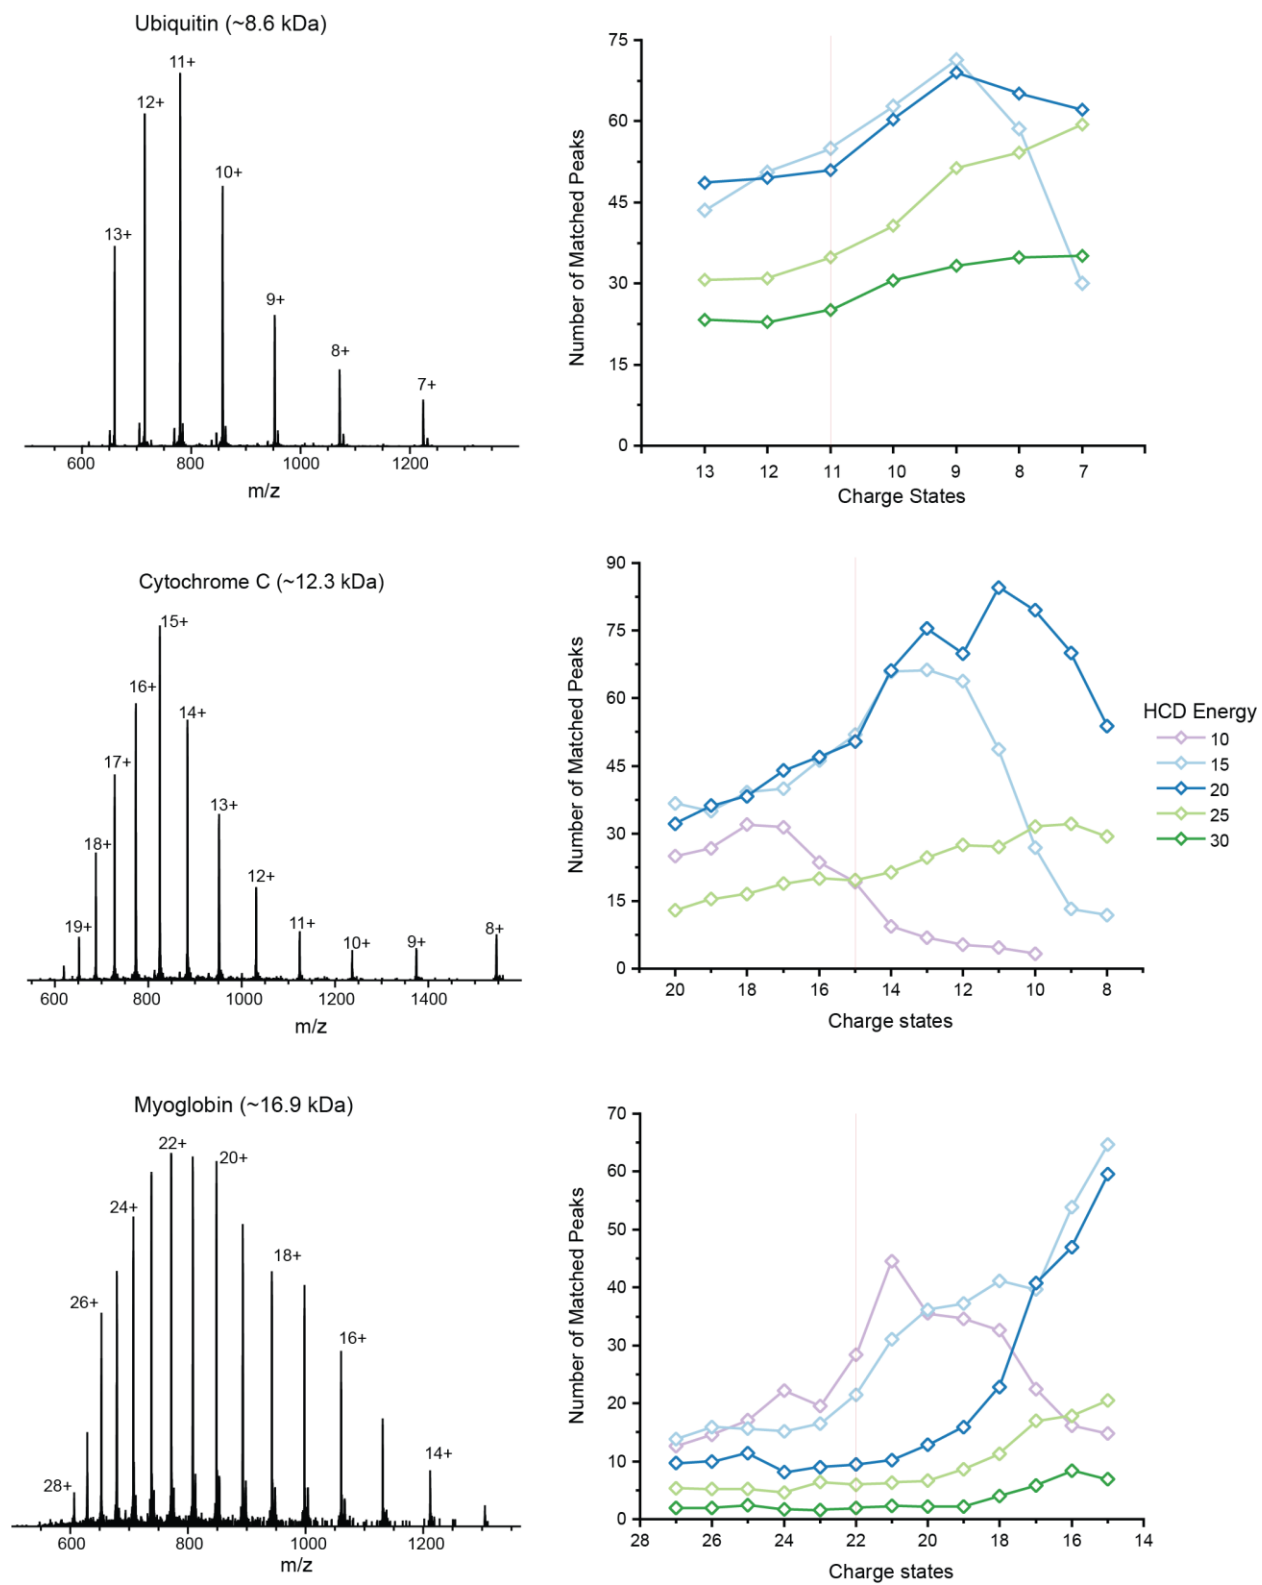 Ubiquitin (~8.6 kDa)
11+
12+
10+
13+
9+
8+
7+
600 800 1000 1200
m/z
75
60
45
30
15
0
Number of Matched Peaks
13 12 11 10 9 8 7
Charge States
Cytochrome C (~12.3 kDa)
15+
16+
14+
17+
13+
18+
12+
19+
11+
10+
9+
8+
600 800 1000 1200 1400
m/z
90
75
60
45
30
15
0
Number of Matched Peaks
20 18 16 14 12 10 8
Charge states
HCD Energy
10
15
20
25
30
Myoglobin (~16.9 kDa)
22+
20+
24+
18+
26+
16+
14+
28+
600 800 1000 1200
m/z
70
60
50
40
30
20
10
0
Number of Matched Peaks
28 26 24 22 20 18 16 14
Charge states